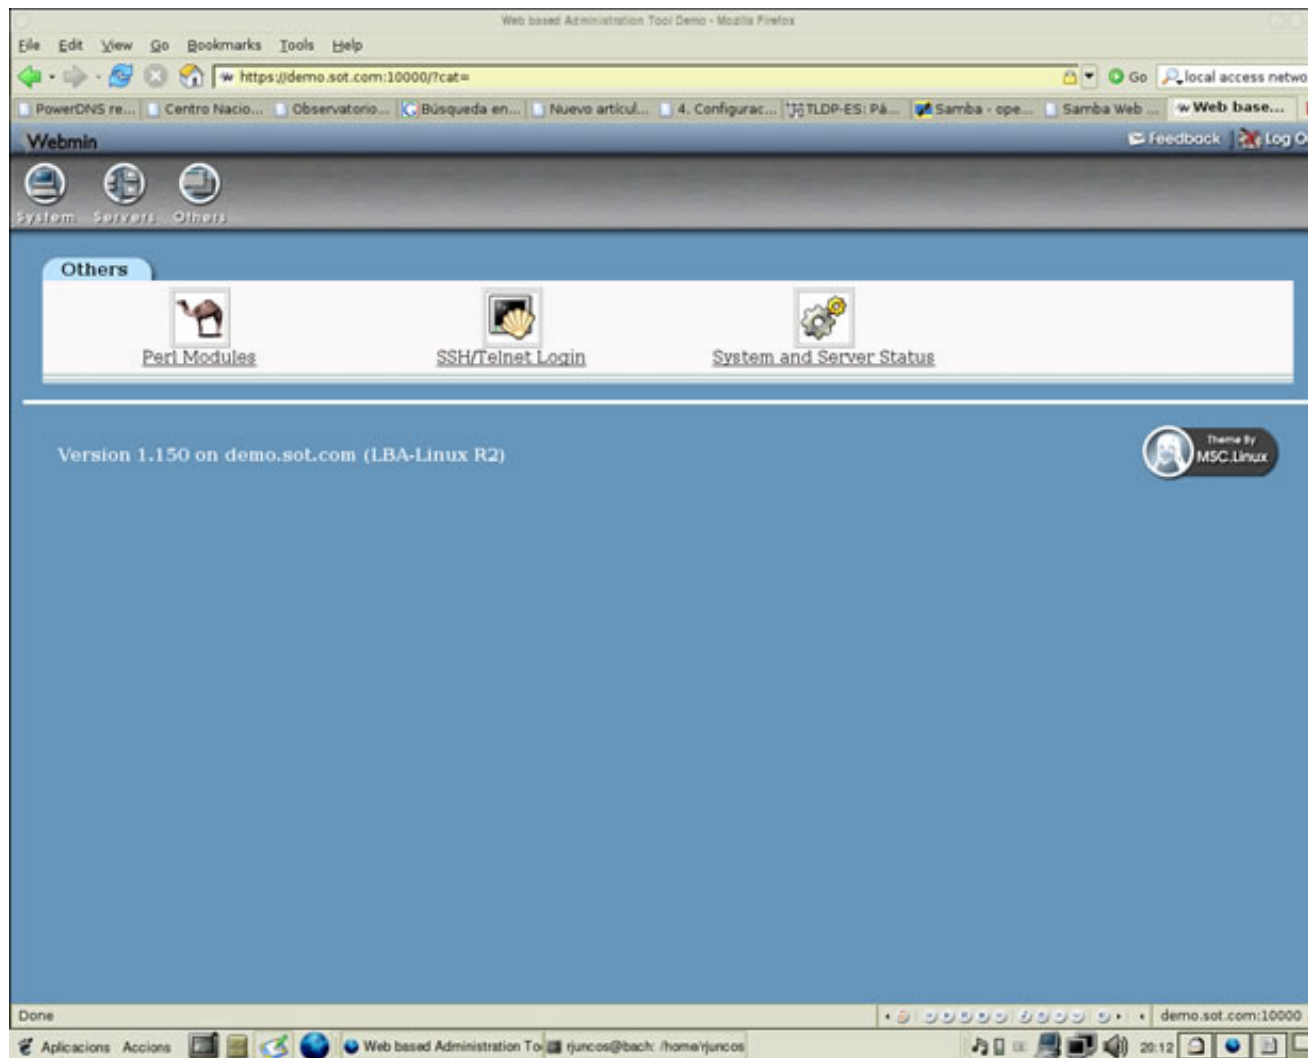 Web based Administration Tool Demo - Mozilla Firefox
File Edit View Go Bookmarks Tools Help
https://demo.sot.com:10000/?cat= Go local access netwo
PowerDNS re... Centro Nacio... Observatorio... Búsqueda en... Nuevo artícul... 4. Configurac... TLDP-ES: Pá... Samba - ope... Samba Web ... Web base...
Webmin Feedback Log O
System Servers Others
Others
Perl Modules SSH/Telnet Login System and Server Status
Version 1.150 on demo.sot.com (LBA-Linux R2)
Theme By
MSC.Linux
Done demo.sot.com:10000
Aplicacions Accions Web based Administration To rjuncos@bach: /home/rjuncos 20:12